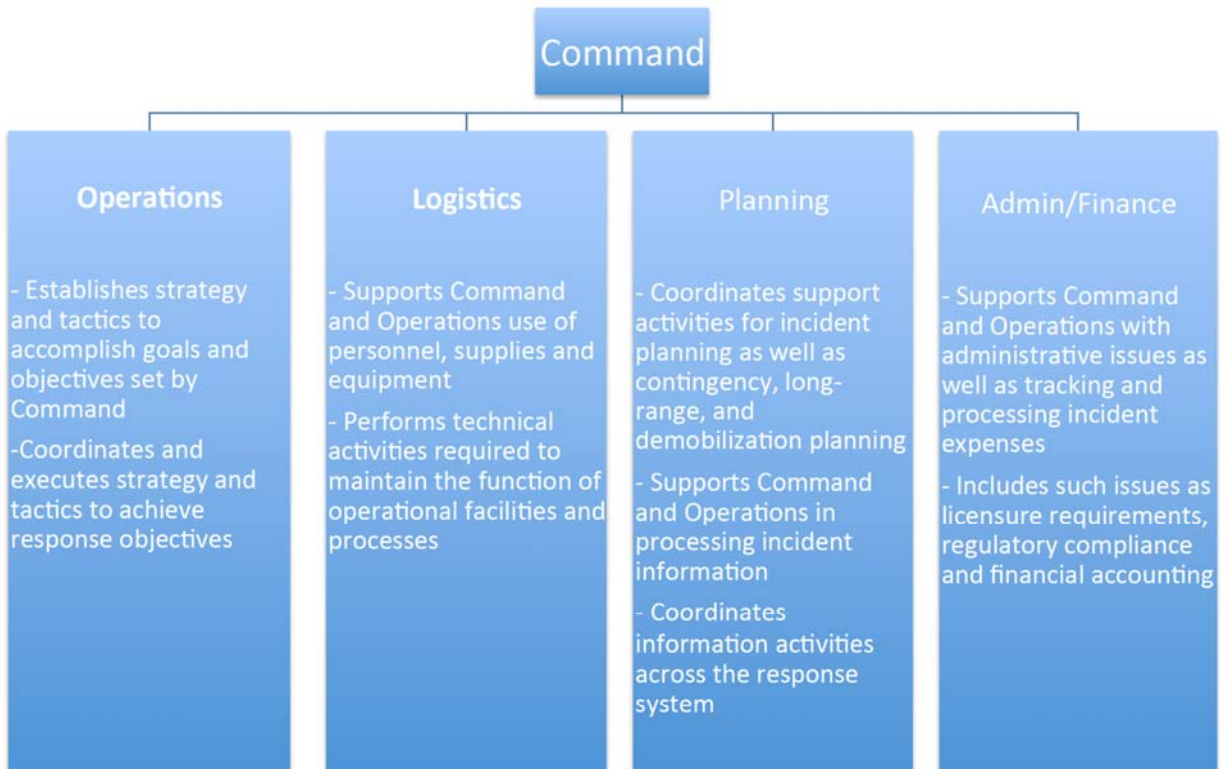 Command
Operations
- Establishes strategy
and tactics to
accomplish goals and
objectives set by
Command
-Coordinates and
executes strategy and
tactics to achieve
response objectives
Logistics
- Supports Command
and Operations use of
personnel, supplies and
equipment
- Performs technical
activities required to
maintain the function of
operational facilities and
processes
Planning
- Coordinates support
activities for incident
planning as well as
contingency, long-
range, and
demobilization planning
- Supports Command
and Operations in
processing incident
information
- Coordinates
information activities
across the response
system
Admin/Finance
- Supports Command
and Operations with
administrative issues as
well as tracking and
processing incident
expenses
- Includes such issues as
licensure requirements,
regulatory compliance
and financial accounting